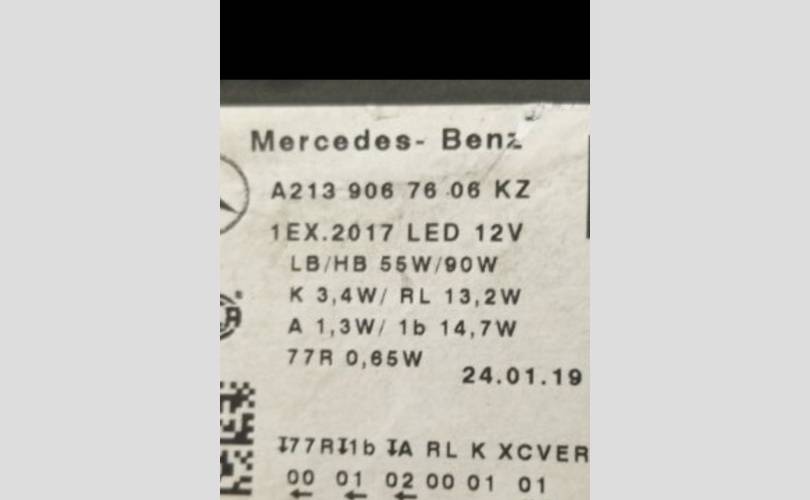 Mercedes- Benz
A213 906 76 06 KZ
1EX.2017 LED 12V
LB/HB 55W/90W
K 3,4W/ RL 13,2W
A 1,3W/ 1b 14,7W
77R 0,65W
24.01.19
↧77R↧1b ↧A RL K XCVER
00 01 02 00 01 01